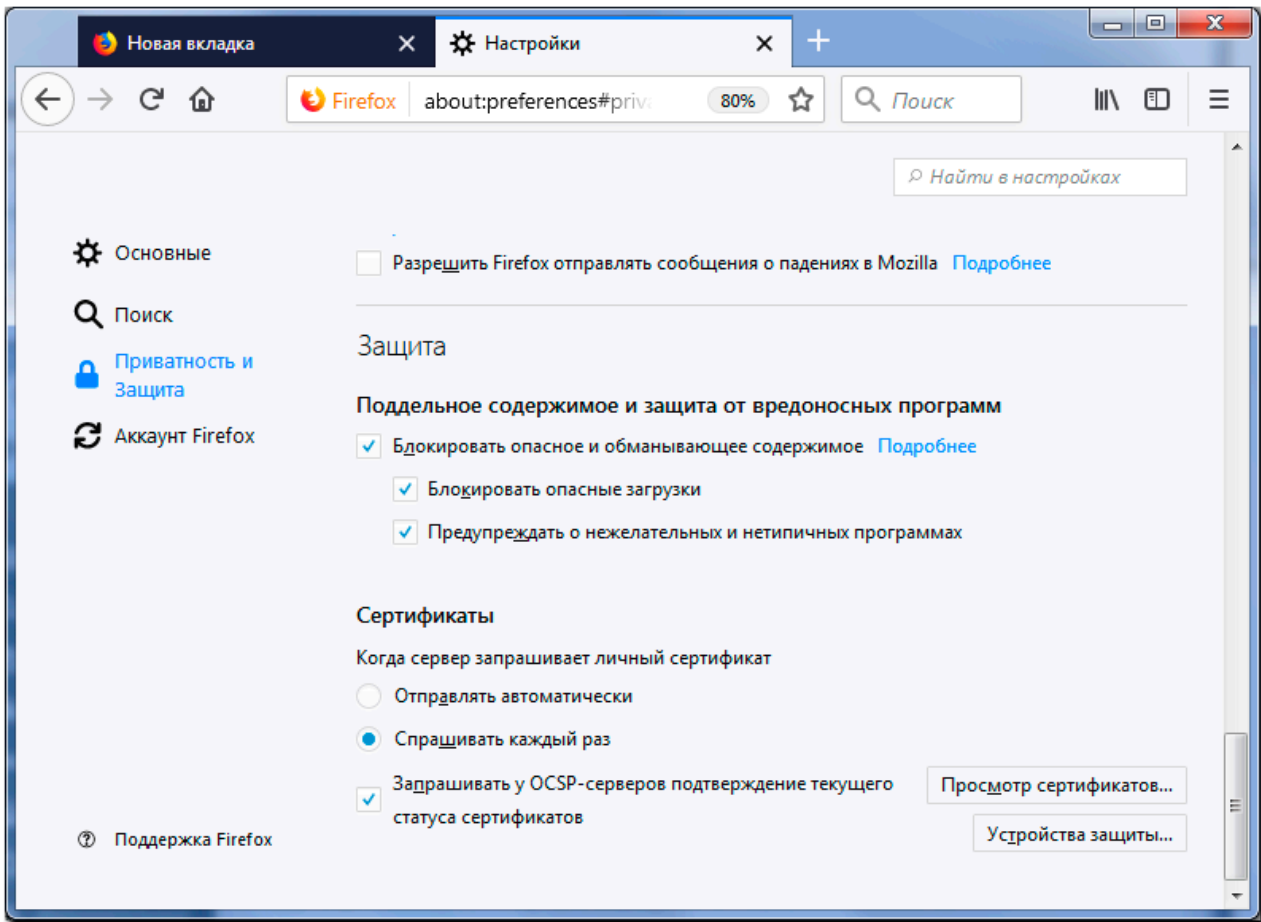 Новая вкладка
Настройки
Firefox
about:preferences#priv
80%
Поиск
Найти в настройках
Основные
Поиск
Приватность и
Защита
Аккаунт Firefox
Поддержка Firefox
Разрешить Firefox отправлять сообщения о падениях в Mozilla Подробнее
Защита
Поддельное содержимое и защита от вредоносных программ
Блокировать опасное и обманывающее содержимое Подробнее
Блокировать опасные загрузки
Предупреждать о нежелательных и нетипичных программах
Сертификаты
Когда сервер запрашивает личный сертификат
Отправлять автоматически
Спрашивать каждый раз
Запрашивать у OCSP-серверов подтверждение текущего
статуса сертификатов
Просмотр сертификатов...
Устройства защиты...